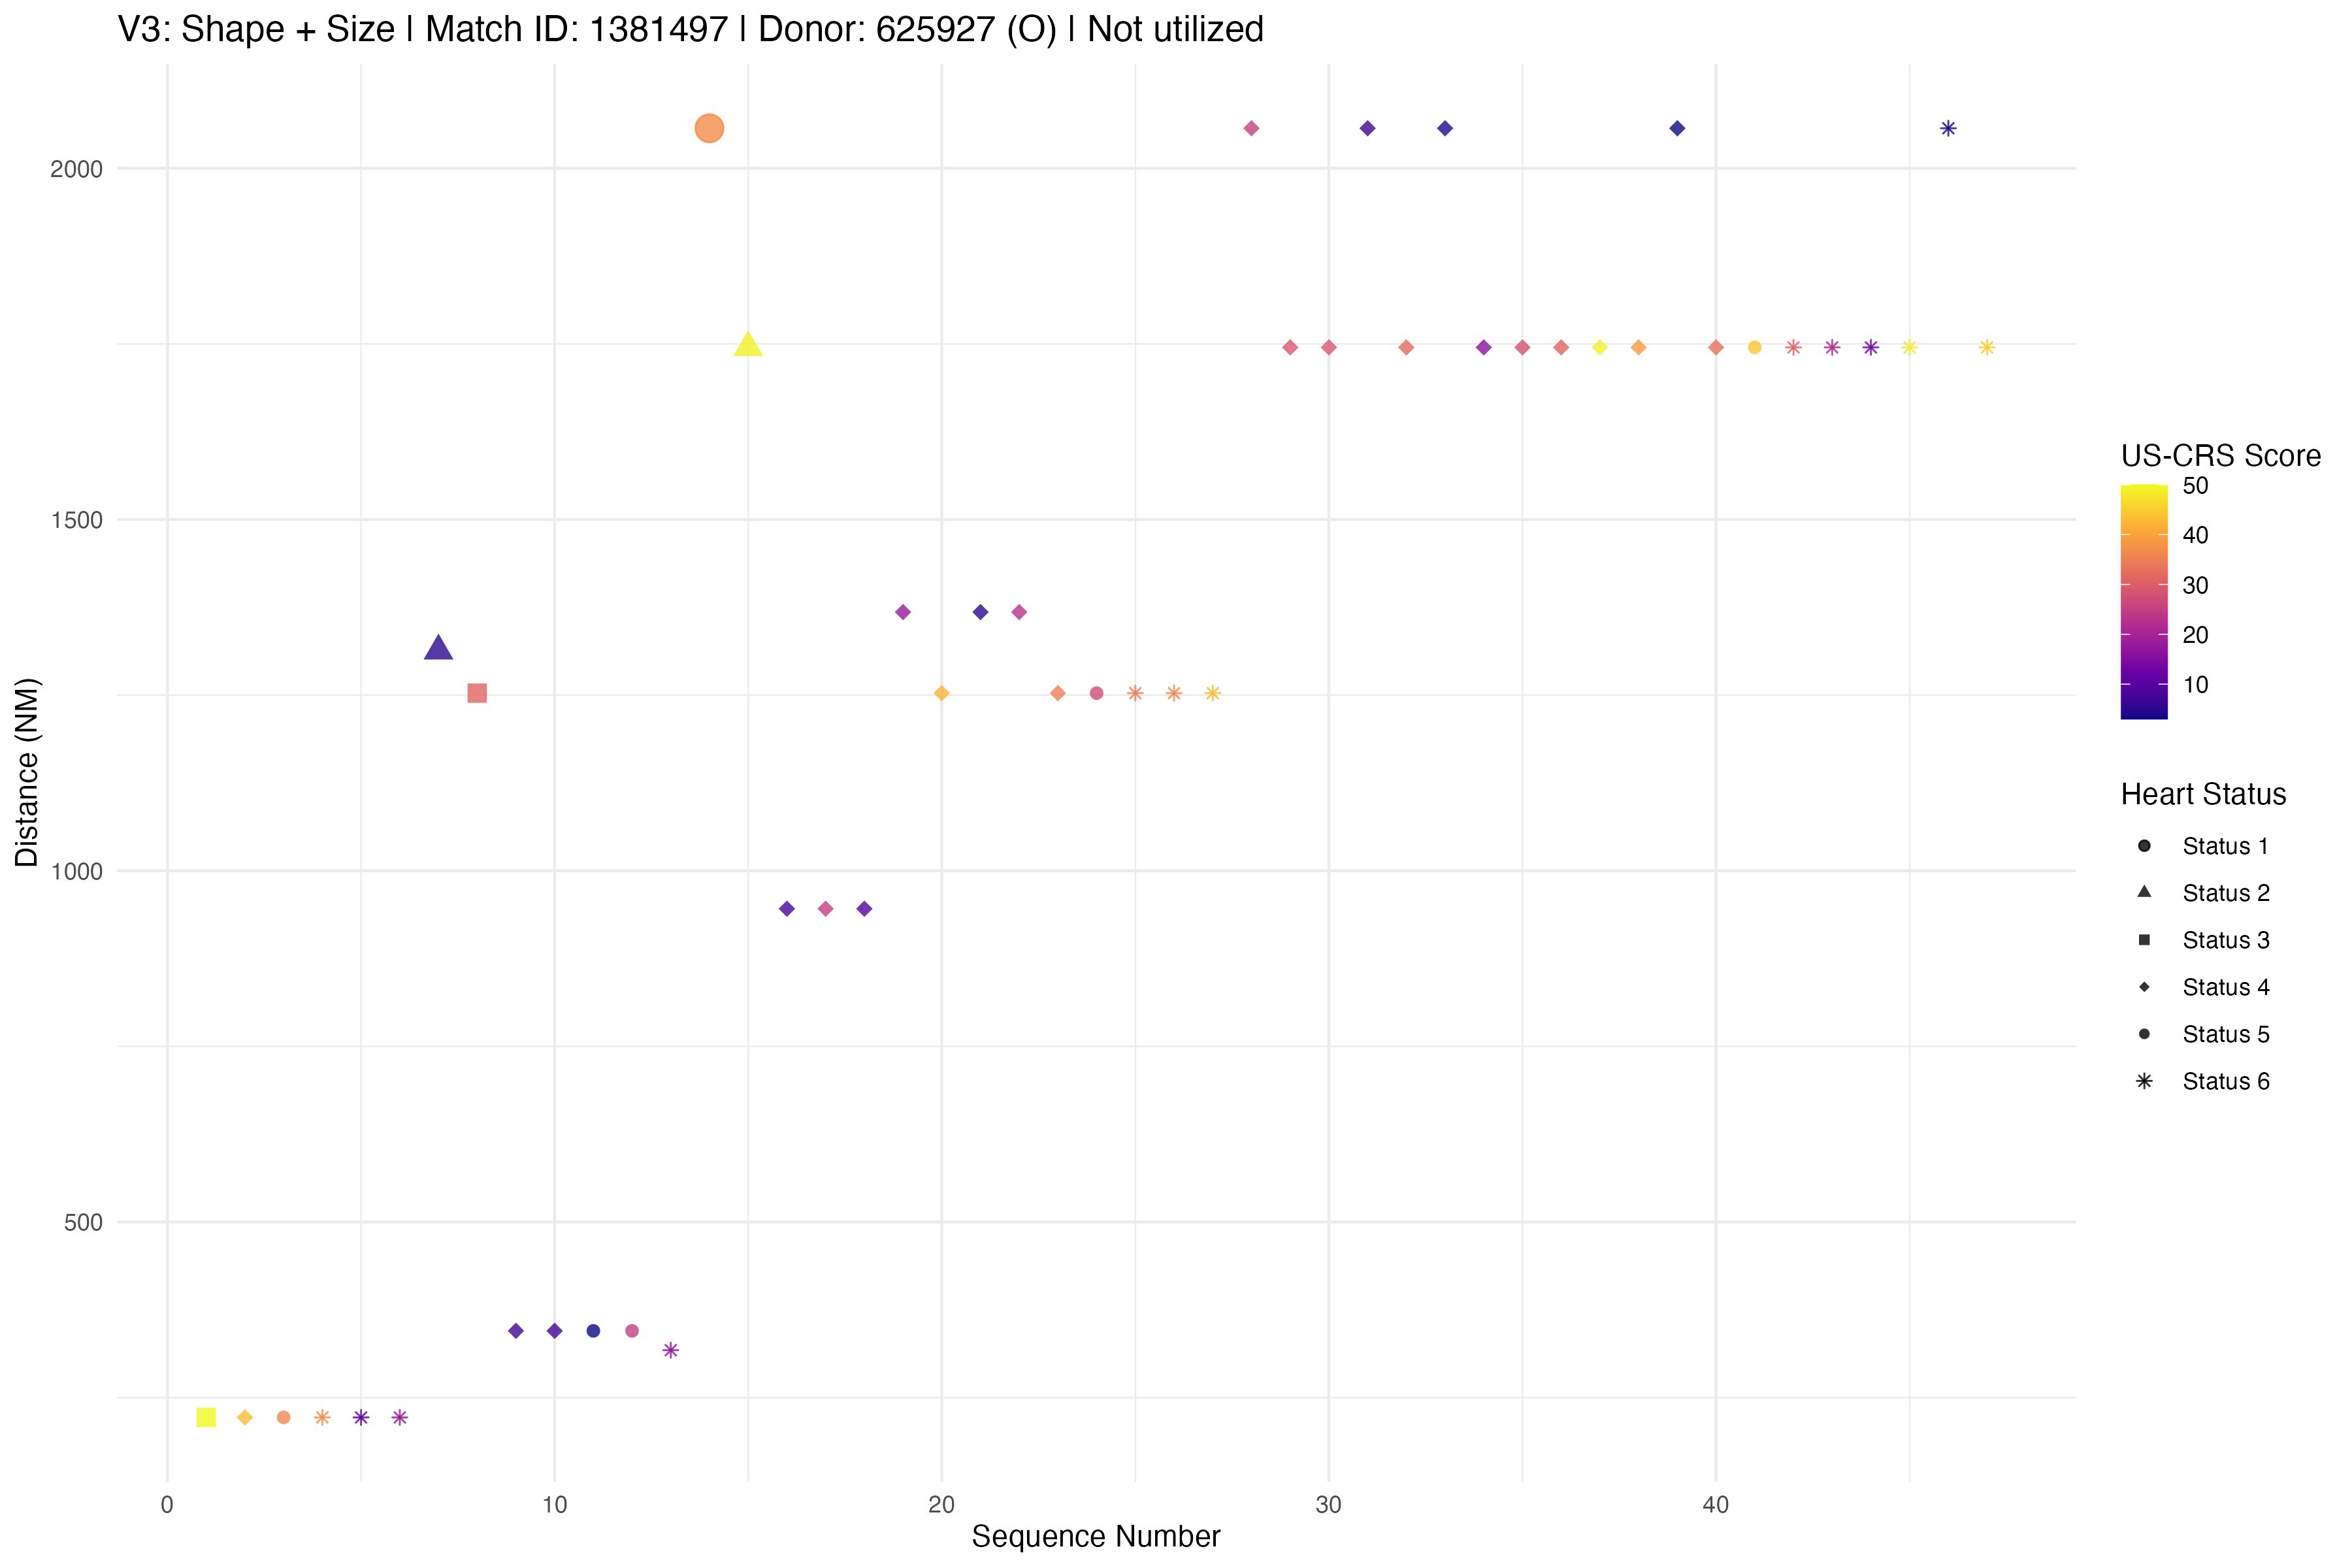 V3: Shape + Size | Match ID: 1381497 | Donor: 625927 (O) | Not utilized
Distance (NM)
2000
1500
1000
500
0
10
20
30
40
Sequence Number
US-CRS Score
50
40
30
20
10
Heart Status
Status 1
Status 2
Status 3
Status 4
Status 5
Status 6